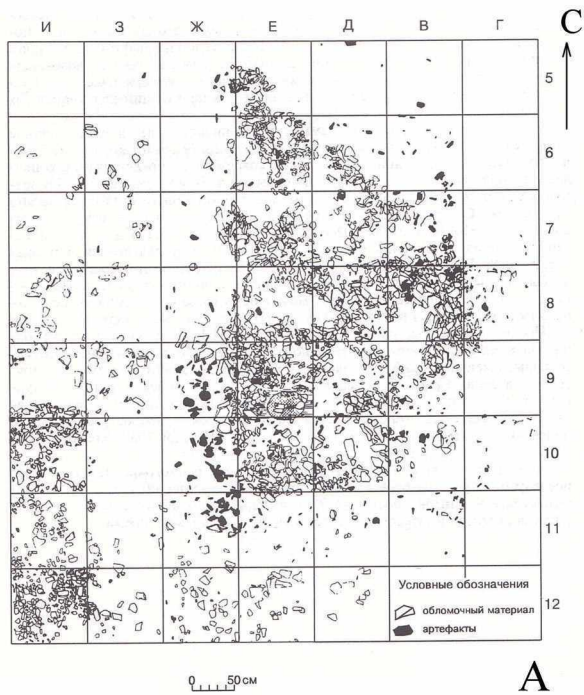 И З Ж Е Д В Г
С
5
6
7
8
9
10
11
12
Условные обозначения
обломочный материал
артефакты
0 50 см
А